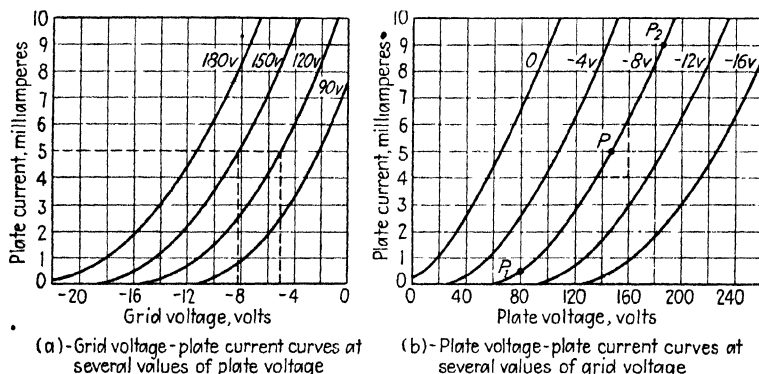 Plate current, milliamperes
10
9
8
7
6
5
4
3
2
1
0
180v
150v
120v
90v
-20
-16
-12
-8
-4
0
Grid voltage, volts
(a)-Grid voltage-plate current curves at
several values of plate voltage
Plate current, milliamperes
10
9
8
7
6
5
4
3
2
1
0
0
-4v
-8v
-12v
-16v
P2
P
P1
0
40
80
120
160
200
240
Plate voltage, volts
(b)-Plate voltage-plate current curves at
several values of grid voltage